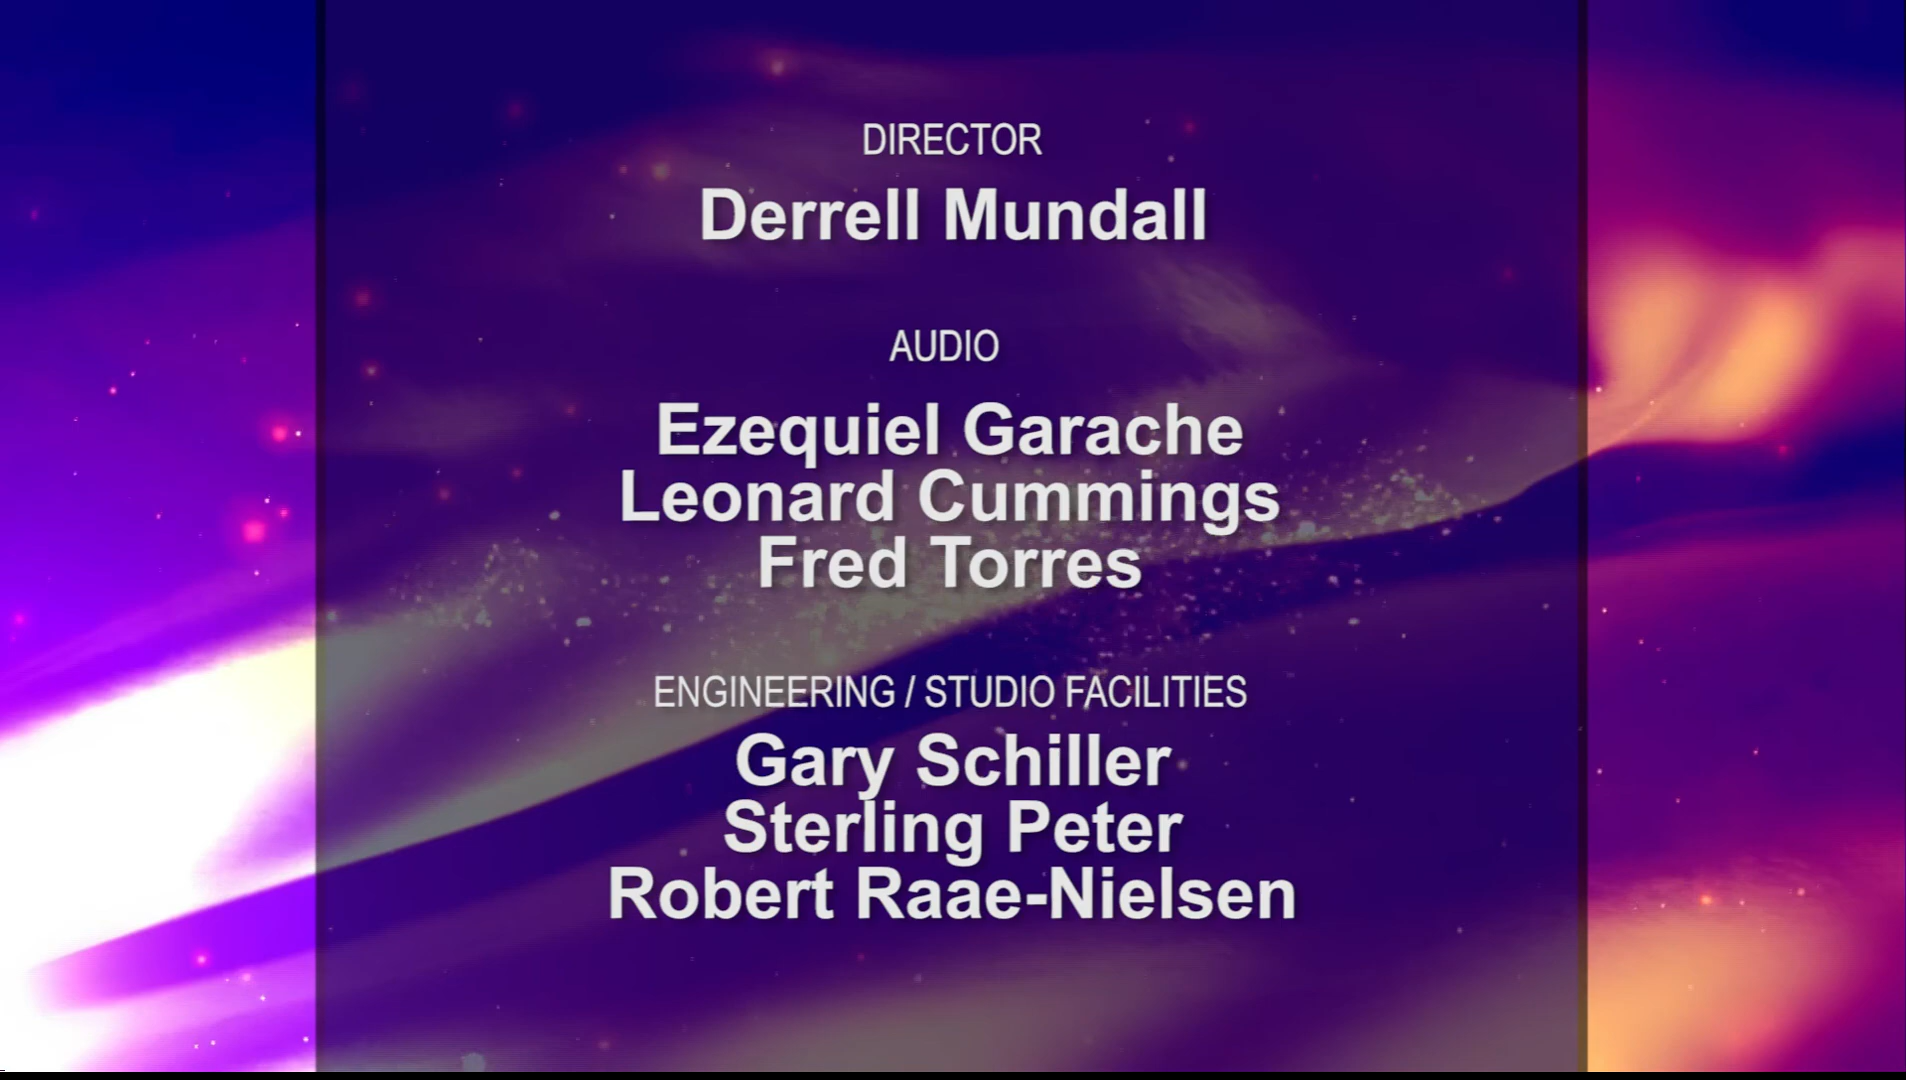 DIRECTOR
Derrell Mundall
AUDIO
Ezequiel Garache
Leonard Cummings
Fred Torres
ENGINEERING / STUDIO FACILITIES
Gary Schiller
Sterling Peter
Robert Raae-Nielsen